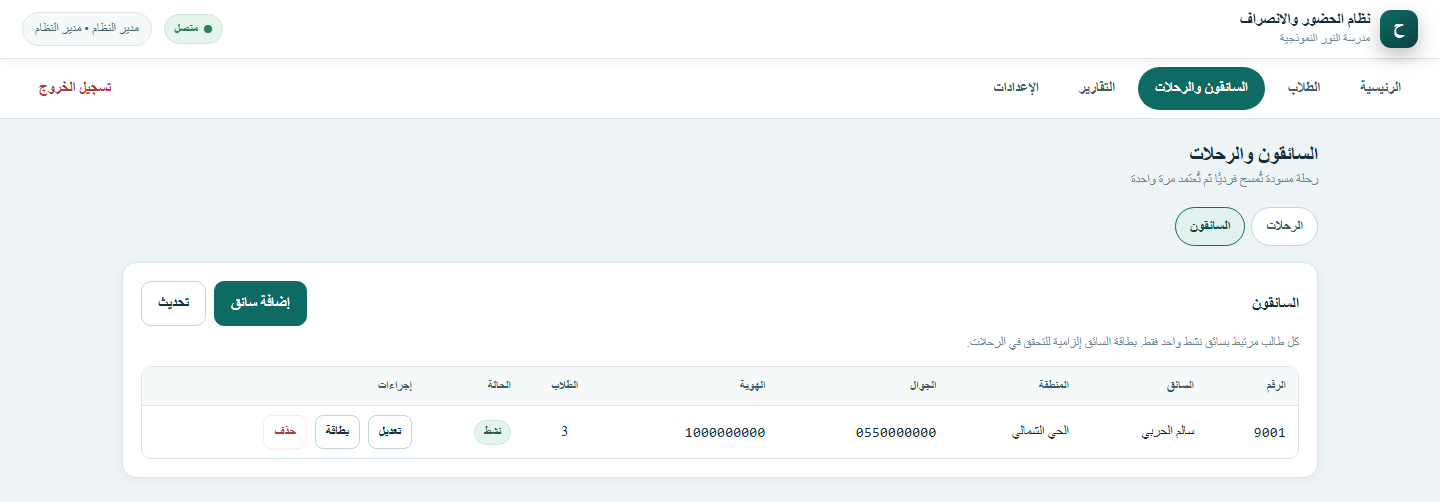 نظام الحضور والانصراف
مدرسة النور النموذجية
ح
متصل
مدير النظام • مدير النظام
الرئيسية
الطلاب
السائقون والرحلات
التقارير
الإعدادات
تسجيل الخروج
السائقون والرحلات
رحلة مسودة تُمسح فرديًا ثم تُعتمد مرة واحدة
الرحلات
السائقون
السائقون
إضافة سائق
تحديث
كل طالب مرتبط بسائق نشط واحد فقط. بطاقة السائق إلزامية للتحقق في الرحلات.
الرقم السائق المنطقة الجوال الهوية الطلاب الحالة إجراءات
9001 سالم الحربي الحي الشمالي 0550000000 1000000000 3 نشط تعديل بطاقة حذف